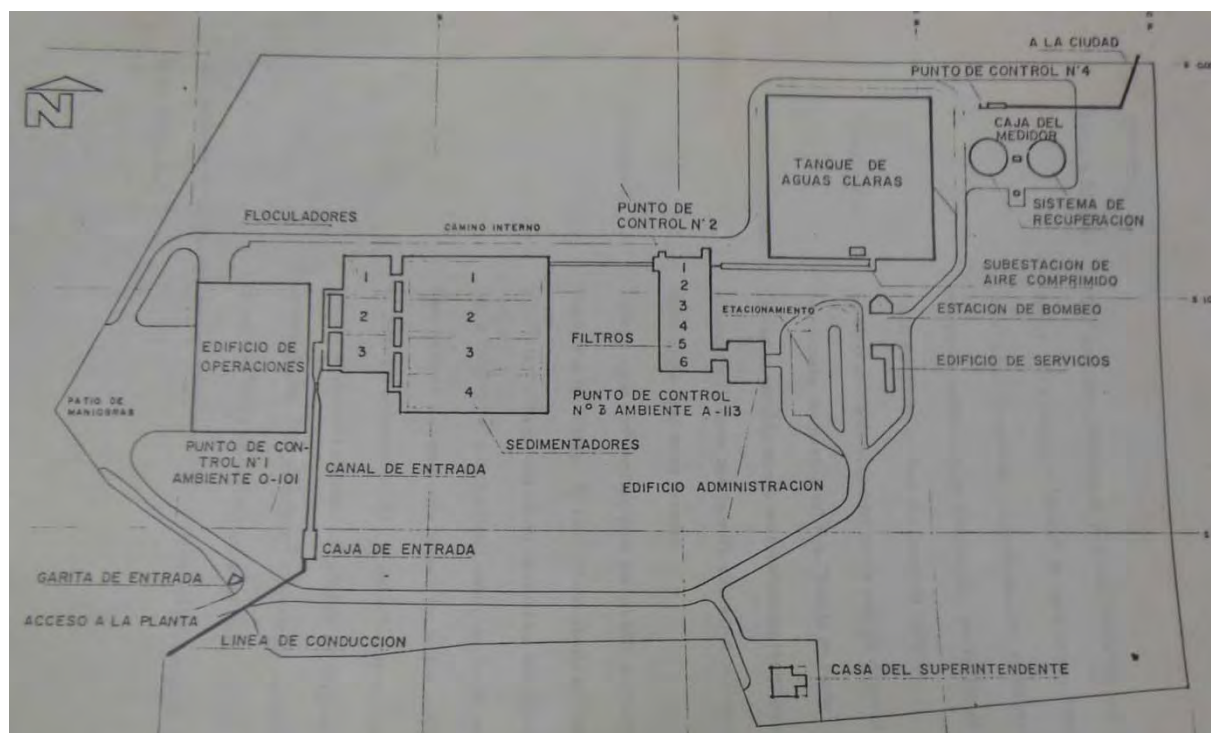 A LA CIUDAD
PUNTO DE CONTROL N°4
N
CAJA DEL
MEDIDOR
TANQUE DE
AGUAS CLARAS
SISTEMA DE
RECUPERACION
PUNTO DE
CONTROL N°2
FLOCULADORES
CAMINO INTERNO
SUBESTACION DE
AIRE COMPRIMIDO
1
2
3
1
2
3
4
1
2
3
4
5
6
ETACIONAMIENTO
ESTACION DE BOMBEO
FILTROS
EDIFICIO DE
OPERACIONES
EDIFICIO DE SERVICIOS
PATIO DE
MANIOBRAS
PUNTO DE CONTROL
N° 3 AMBIENTE A-113
SEDIMENTADORES
PUNTO DE CON-
TROL N°1
AMBIENTE O-101
CANAL DE ENTRADA
EDIFICIO ADMINISTRACION
CAJA DE ENTRADA
GARITA DE ENTRADA
ACCESO A LA PLANTA
LINEA DE CONDUCCION
CASA DEL SUPERINTENDENTE